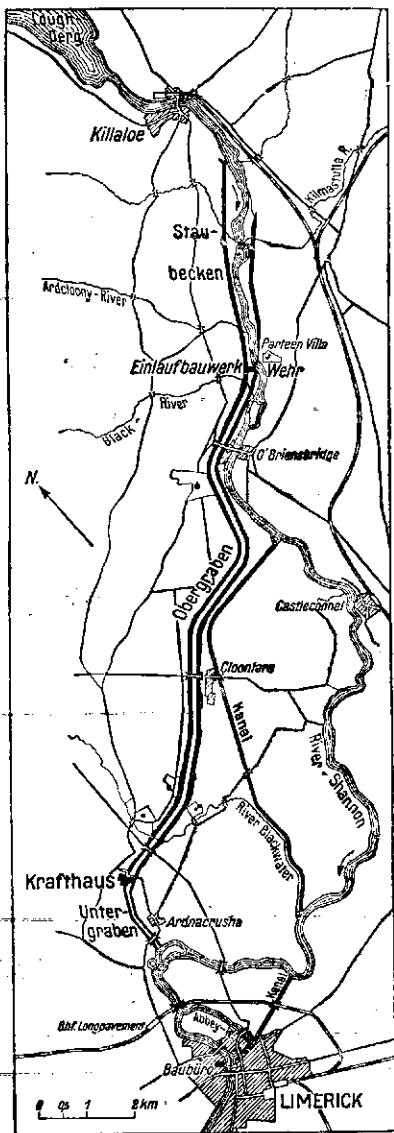 Lough
Derg
Killaloe
Kilmastulla R.
Stau-
becken
Ardcloony-River
Parteen Villa
Einlaufbauwerk
Wehr
Black River
O'Briensbridge
N.
Obergraben
Castleconnel
Cloonlara
Kanal
River Shannon
River Blackwater
Krafthaus
Unter-
graben
Ardnacrusha
Kanal
Bhf. Longpavement
Abbey R.
Baubüro
LIMERICK
0 0,5 1 2 km